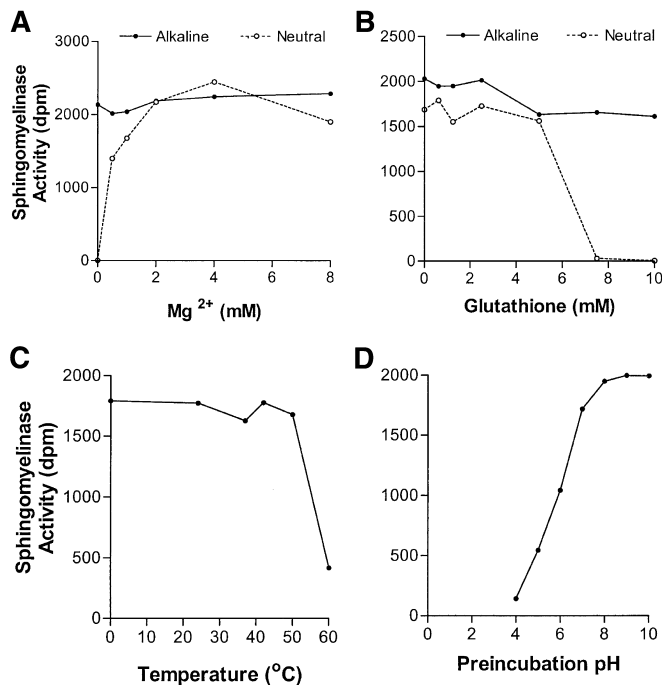 A
Alkaline
Neutral
Sphingomyelinase
Activity (dpm)
3000
2000
1000
0
0
2
4
6
8
Mg 2+ (mM)
B
Alkaline
Neutral
2500
2000
1500
1000
500
0
0
2
4
6
8
10
Glutathione (mM)
C
Sphingomyelinase
Activity (dpm)
2000
1500
1000
500
0
0
10
20
30
40
50
60
Temperature (oC)
D
2000
1500
1000
500
0
0
2
4
6
8
10
Preincubation pH